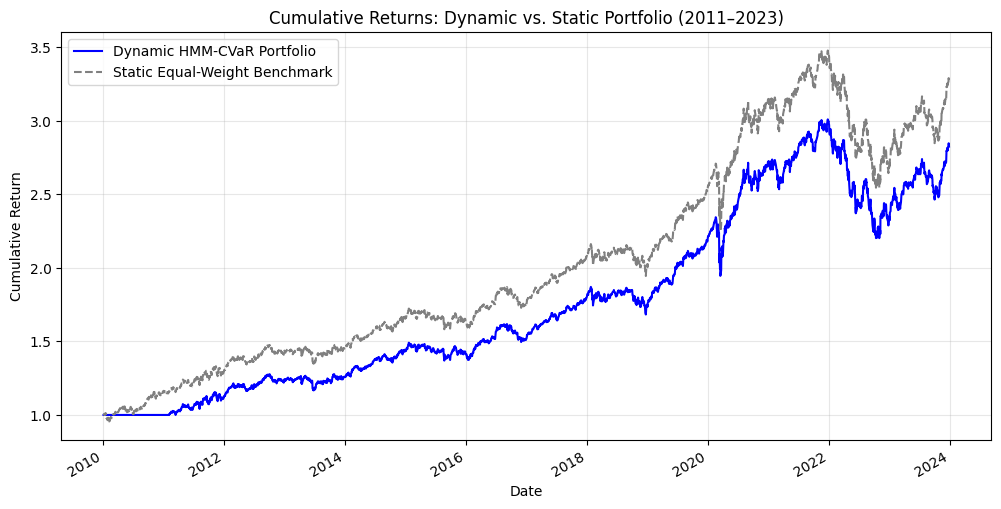 Cumulative Returns: Dynamic vs. Static Portfolio (2011–2023)
Dynamic HMM-CVaR Portfolio
Static Equal-Weight Benchmark
Cumulative Return
3.5
3.0
2.5
2.0
1.5
1.0
2010 2012 2014 2016 2018 2020 2022 2024
Date